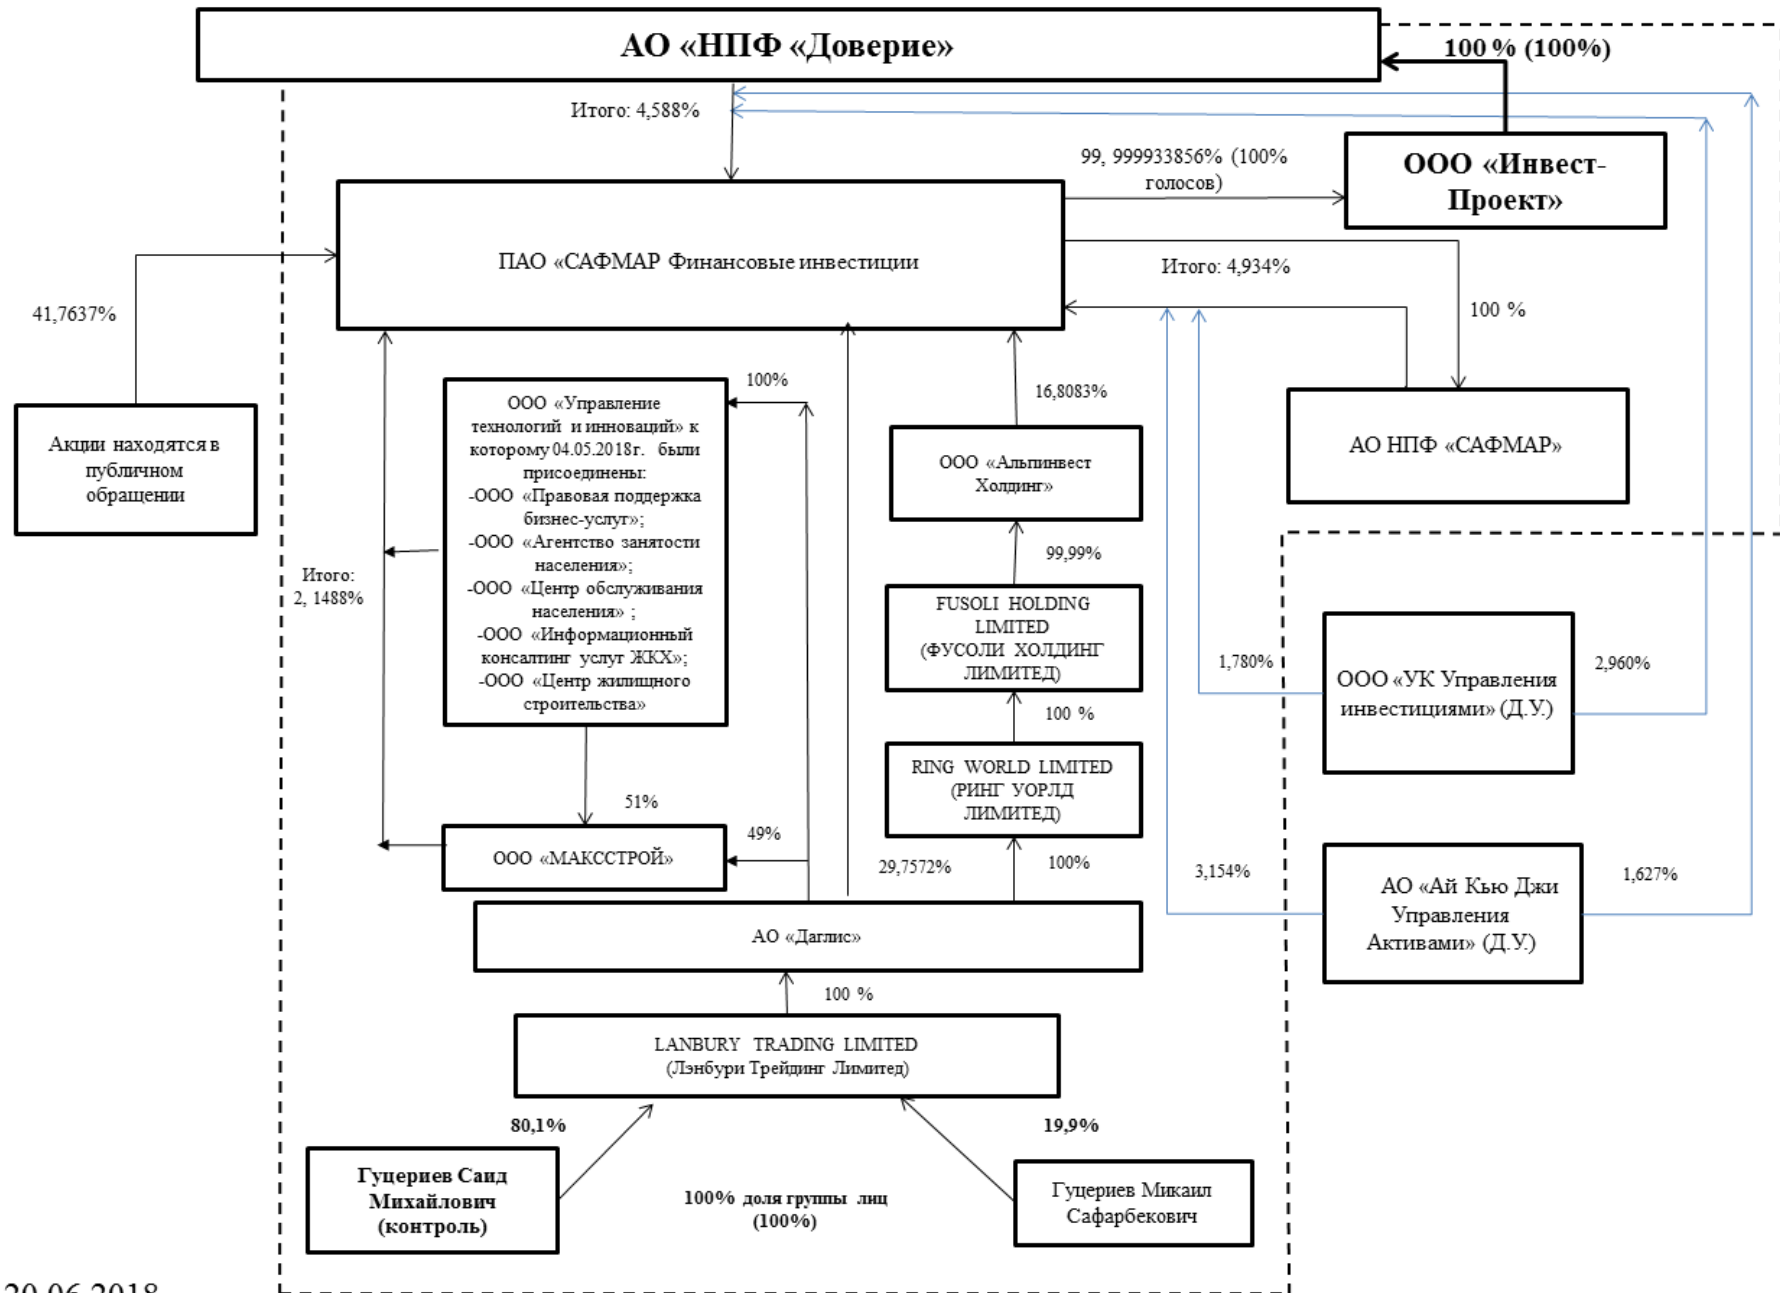 АО «НПФ «Доверие»
100 % (100%)
Итого: 4,588%
99, 999933856% (100%
голосов)
ООО «Инвест-
Проект»
ПАО «САФМАР Финансовые инвестиции
Итого: 4,934%
41,7637%
100 %
Акции находятся в
публичном
обращении
100%
16,8083%
ООО «Управление
технологий и инноваций» к
которому 04.05.2018г. были
присоединены:
-ООО «Правовая поддержка
бизнес-услуг»;
-ООО «Агентство занятости
населения»;
-ООО «Центр обслуживания
населения» ;
-ООО «Информационный
консалтинг услуг ЖКХ»;
-ООО «Центр жилищного
строительства»
ООО «Альпинвест
Холдинг»
АО НПФ «САФМАР»
99,99%
Итого:
2, 1488%
FUSOLI HOLDING
LIMITED
(ФУСОЛИ ХОЛДИНГ
ЛИМИТЕД)
1,780%
ООО «УК Управления
инвестициями» (Д.У.)
2,960%
100 %
RING WORLD LIMITED
(РИНГ УОРЛД
ЛИМИТЕД)
51%
49%
ООО «МАКССТРОЙ»
29,7572%
100%
3,154%
АО «Ай Кью Джи
Управления
Активами» (Д.У.)
1,627%
АО «Даглис»
100 %
LANBURY TRADING LIMITED
(Лэнбури Трейдинг Лимитед)
80,1%
19,9%
Гуцериев Саид
Михайлович
(контроль)
100% доля группы лиц
(100%)
Гуцериев Микаил
Сафарбекович
20.06.2018